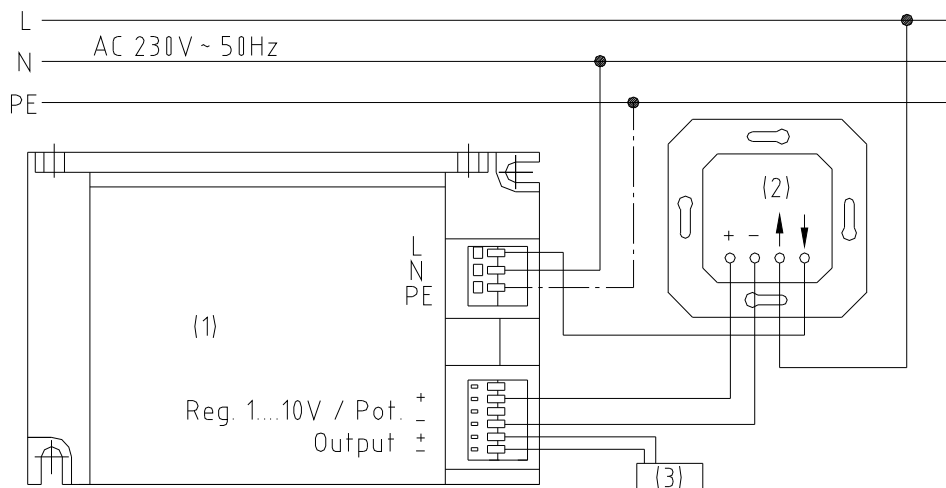 L
AC 230V ~ 50Hz
N
PE
(2)
+ - 
L
N
PE
(1)
Reg. 1....10V / Pot. + -
Output + -
(3)